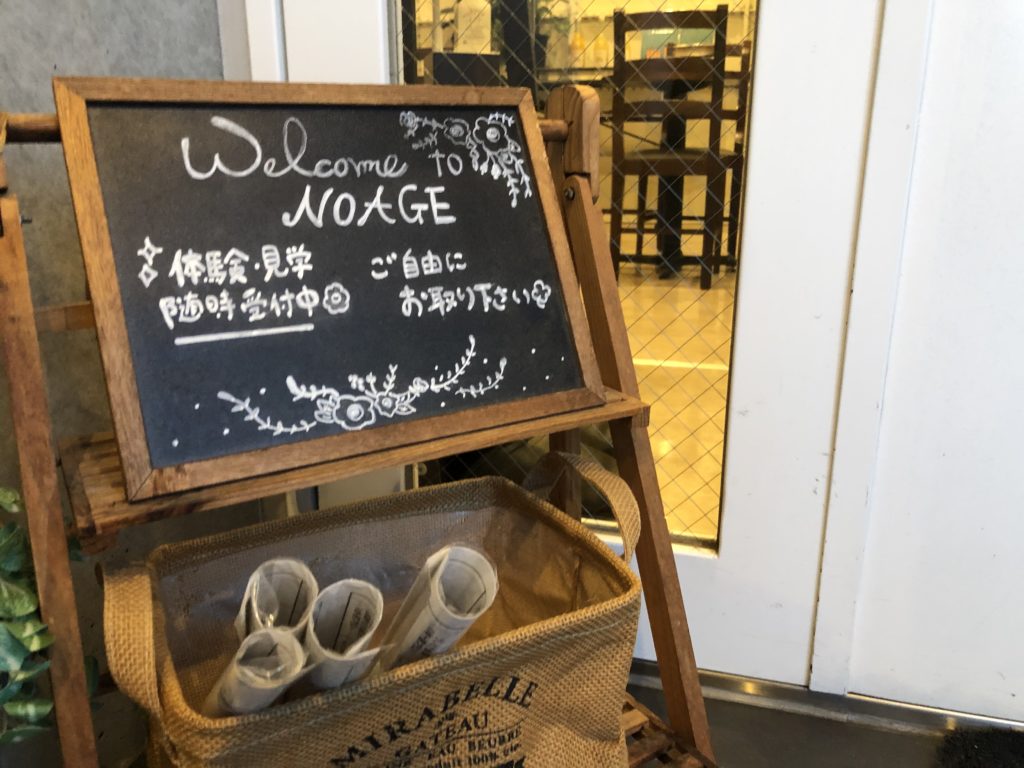 Welcome to
NOAGE
体験・見学
随時受付中
ご自由に
お取り下さい
MIRABELLE
GATEAU